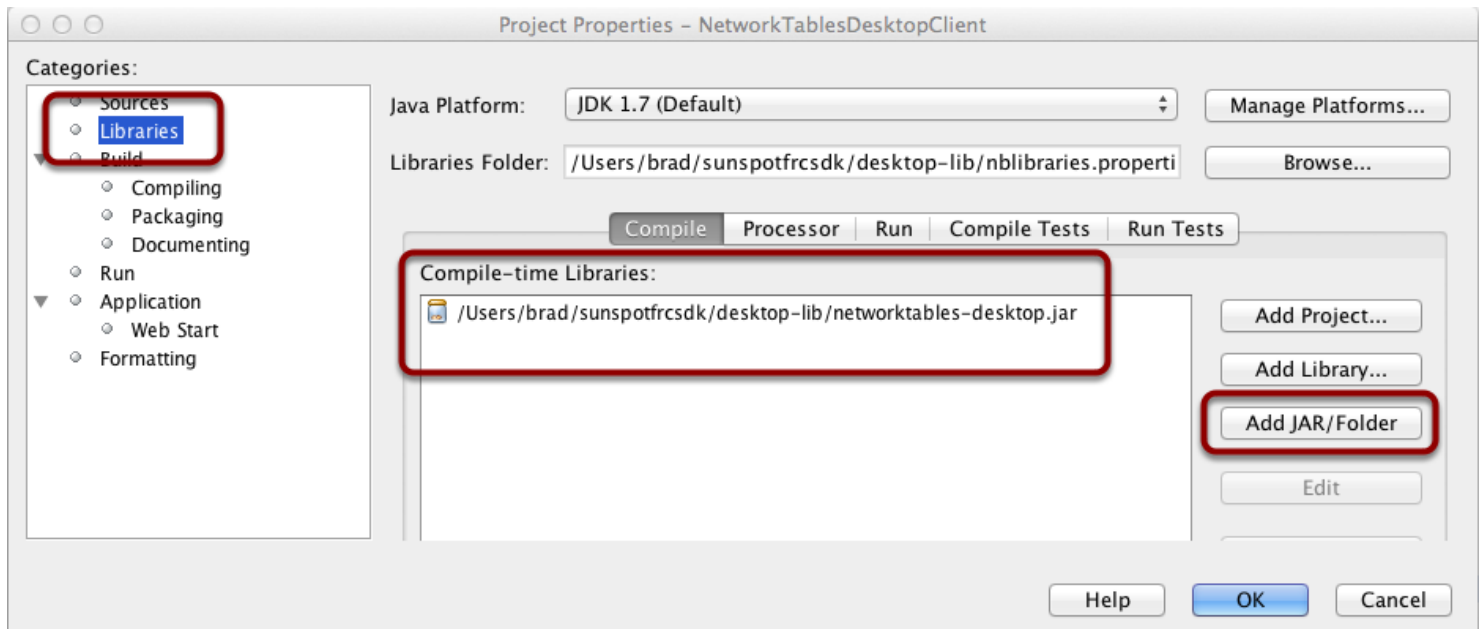 Project Properties – NetworkTablesDesktopClient
Categories:
Sources
Libraries
Build
Compiling
Packaging
Documenting
Run
Application
Web Start
Formatting
Java Platform: JDK 1.7 (Default) Manage Platforms...
Libraries Folder: /Users/brad/sunspotfrcsdk/desktop-lib/nblibraries.properti Browse...
Compile Processor Run Compile Tests Run Tests
Compile-time Libraries:
/Users/brad/sunspotfrcsdk/desktop-lib/networktables-desktop.jar
Add Project...
Add Library...
Add JAR/Folder
Edit
Help OK Cancel